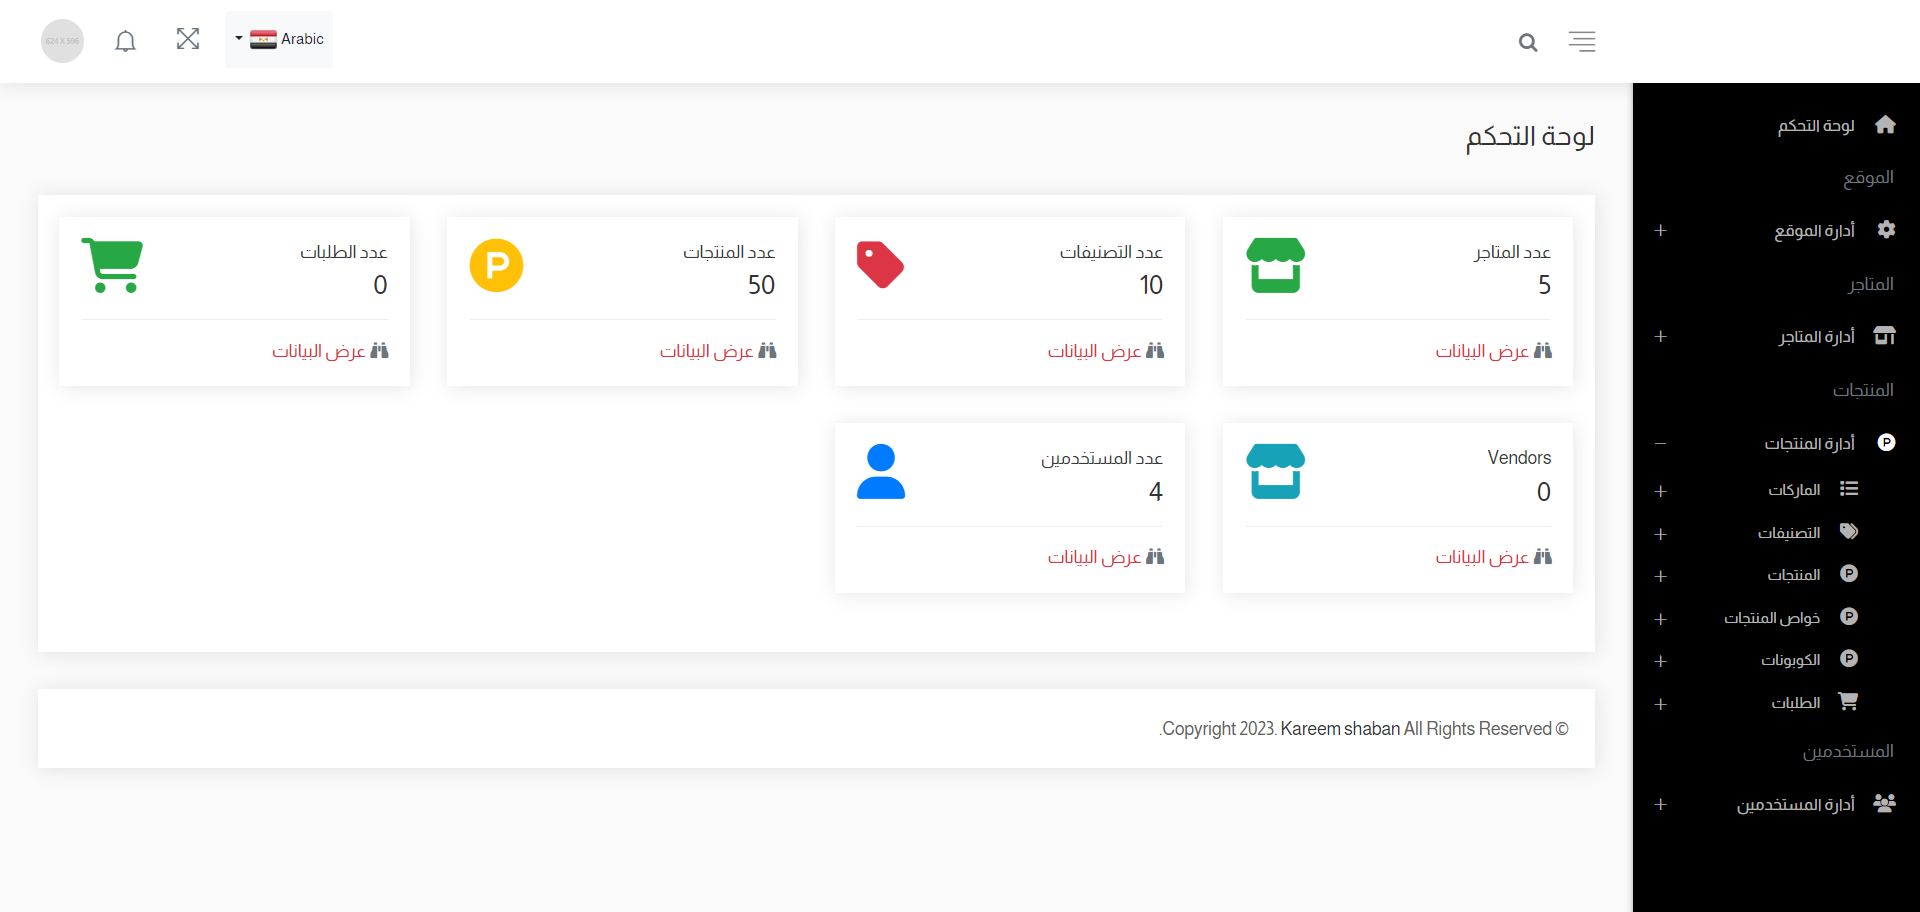 624 X 596
Arabic
لوحة التحكم
الموقع
أدارة الموقع
المتاجر
أدارة المتاجر
المنتجات
أدارة المنتجات
الماركات
التصنيفات
المنتجات
خواص المنتجات
الكوبونات
الطلبات
المستخدمين
أدارة المستخدمين
لوحة التحكم
عدد المتاجر
5
عرض البيانات
عدد التصنيفات
10
عرض البيانات
عدد المنتجات
50
عرض البيانات
عدد الطلبات
0
عرض البيانات
Vendors
0
عرض البيانات
عدد المستخدمين
4
عرض البيانات
.Copyright 2023. Kareem shaban All Rights Reserved ©